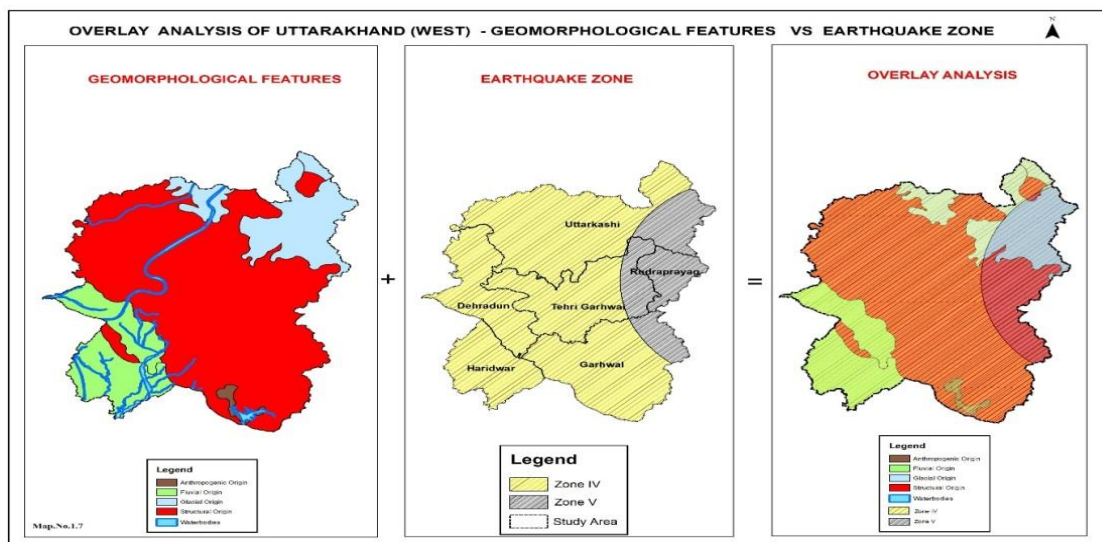 OVERLAY ANALYSIS OF UTTARAKHAND (WEST) - GEOMORPHOLOGICAL FEATURES VS EARTHQUAKE ZONE
N
GEOMORPHOLOGICAL FEATURES
Legend
Anthropogenic Origin
Fluvial Origin
Glacial Origin
Structural Origin
Waterbodies
Map.No.1.7
+
EARTHQUAKE ZONE
Uttarkashi
Rudraprayag
Dehradun
Tehri Garhwal
Haridwar
Garhwal
Legend
Zone IV
Zone V
Study Area
=
OVERLAY ANALYSIS
Legend
Anthropogenic Origin
Fluvial Origin
Glacial Origin
Structural Origin
Waterbodies
Zone IV
Zone V